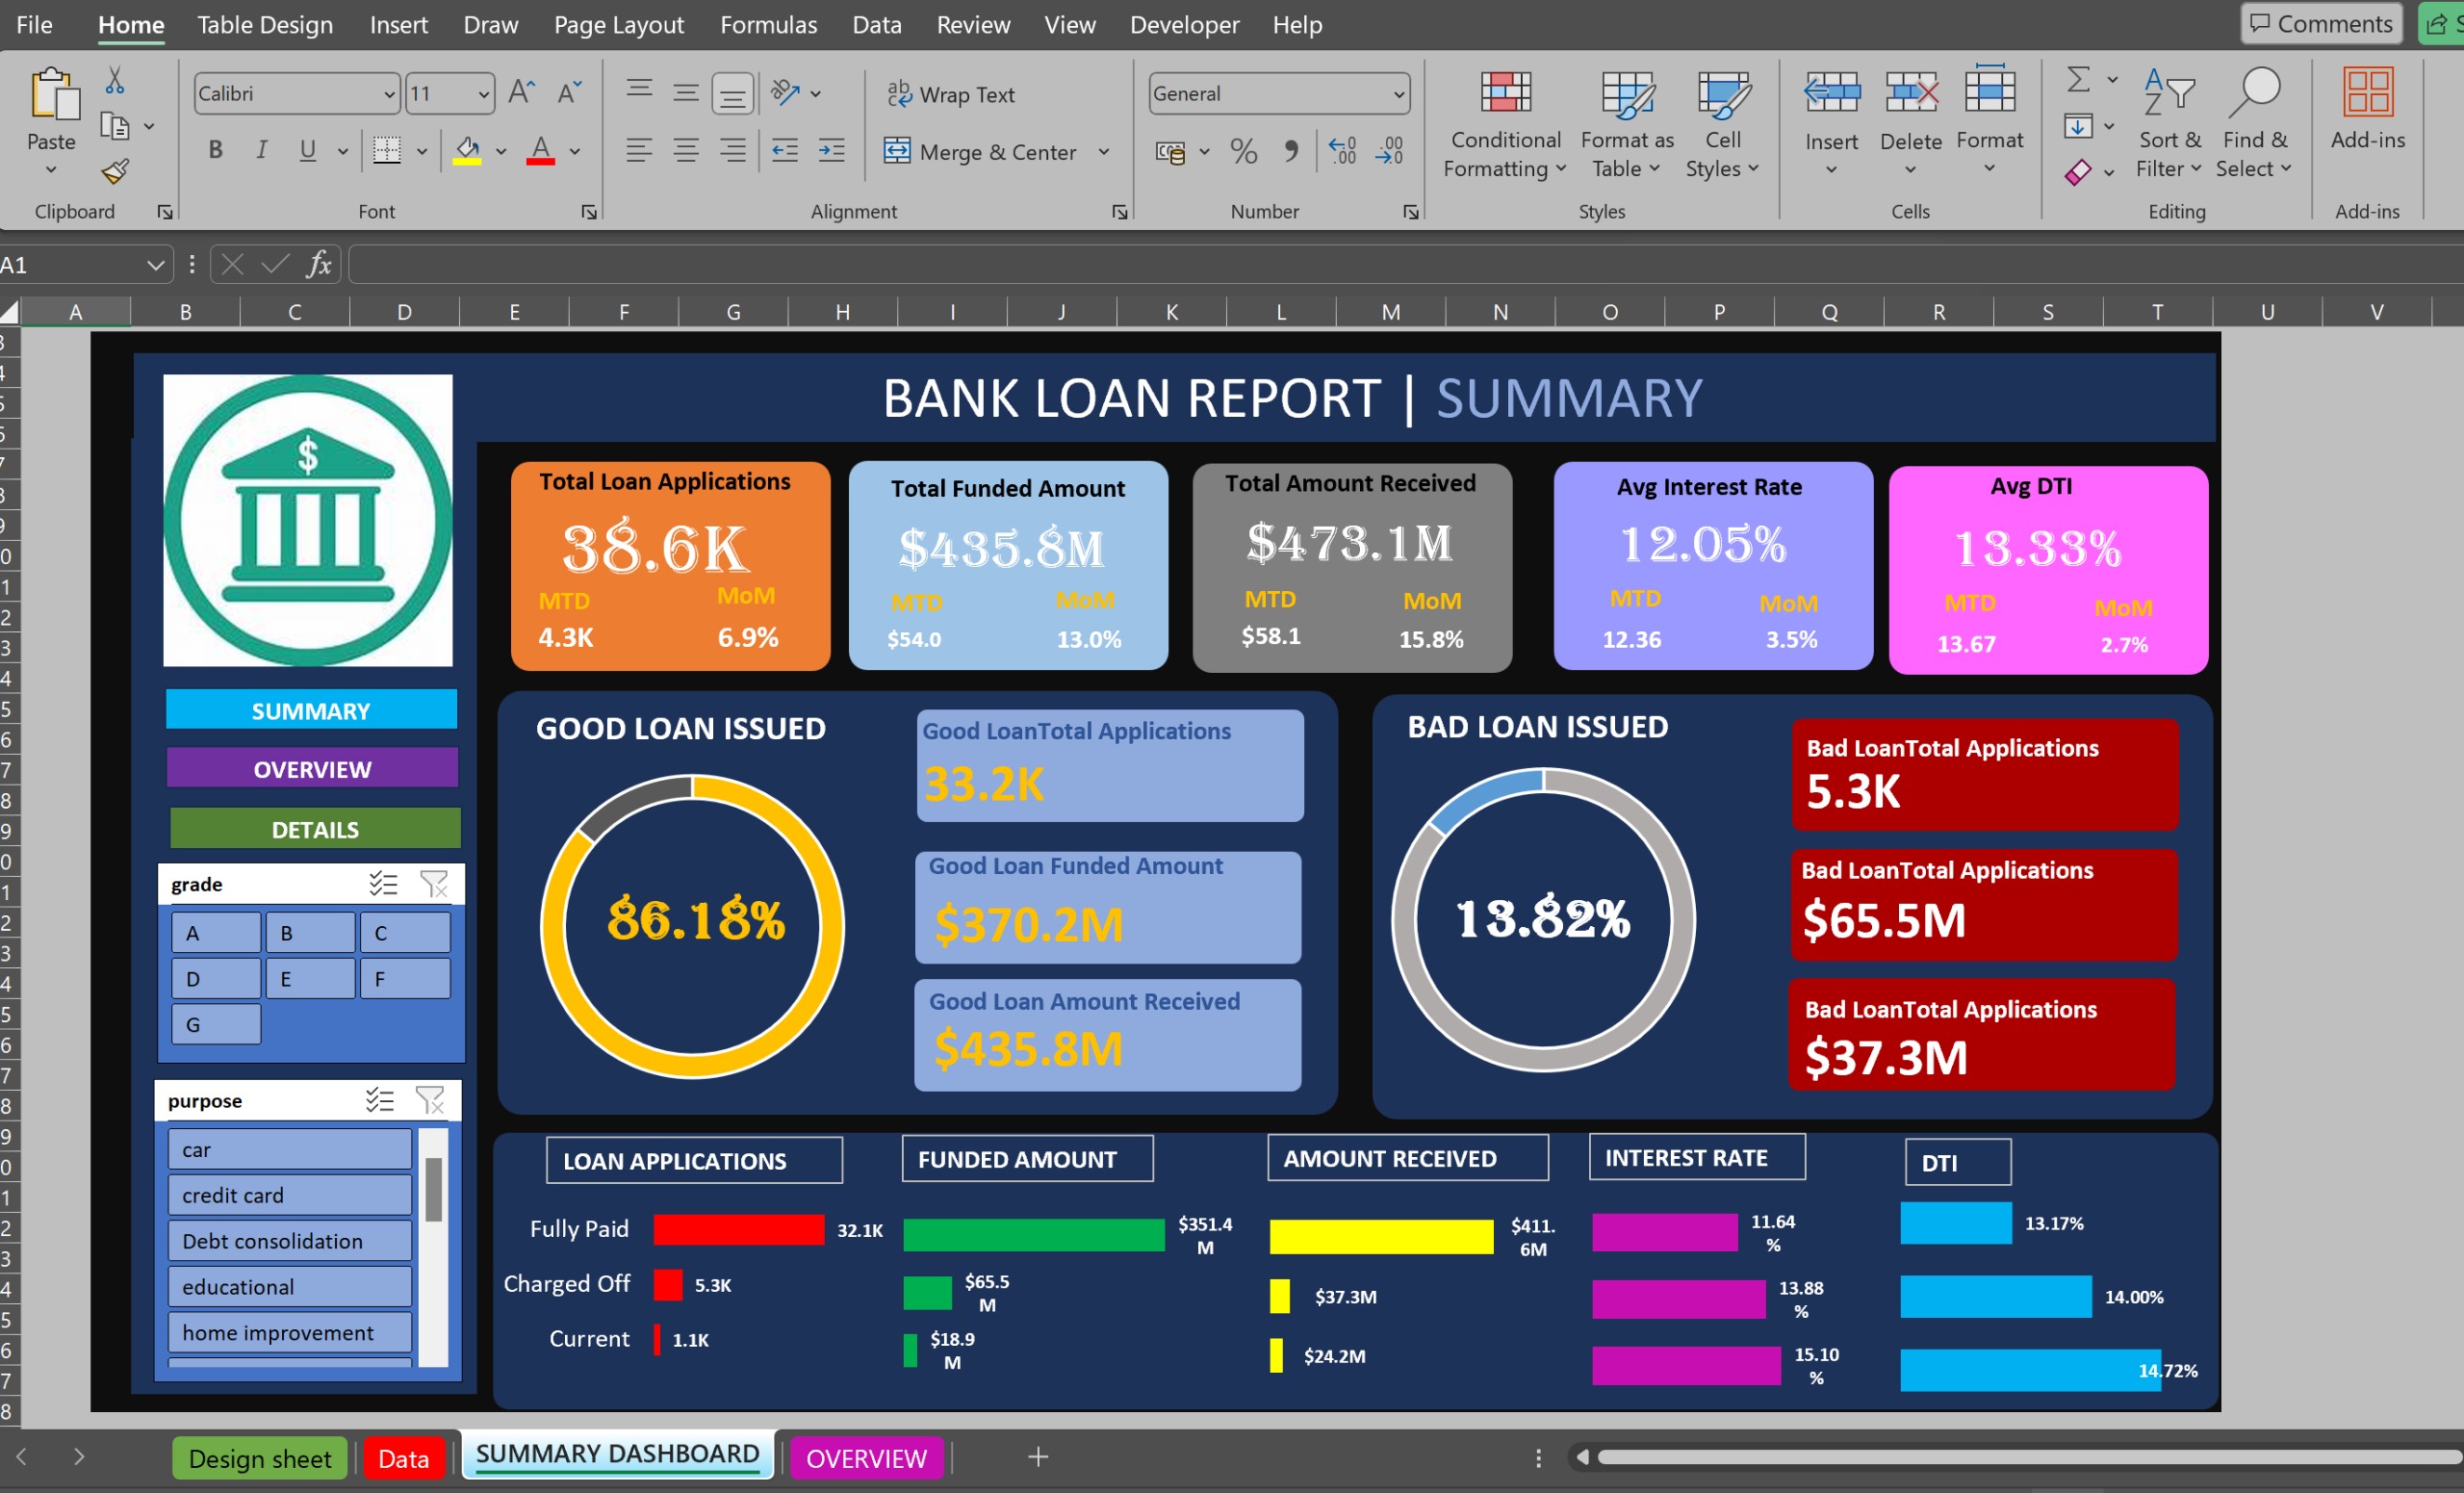 File Home Table Design Insert Draw Page Layout Formulas Data Review View Developer Help Comments
Calibri 11 Wrap Text General
Paste B I U Merge & Center % Conditional Formatting Format as Table Cell Styles Insert Delete Format Sort & Filter Find & Select Add-ins
Clipboard Font Alignment Number Styles Cells Editing Add-ins
A1 fx
A B C D E F G H I J K L M N O P Q R S T U V
BANK LOAN REPORT | SUMMARY
$
Total Loan Applications
38.6K
MTD MoM
4.3K 6.9%
Total Funded Amount
$435.8M
MTD MoM
$54.0 13.0%
Total Amount Received
$473.1M
MTD MoM
$58.1 15.8%
Avg Interest Rate
12.05%
MTD MoM
12.36 3.5%
Avg DTI
13.33%
MTD MoM
13.67 2.7%
SUMMARY
OVERVIEW
DETAILS
grade
A B C
D E F
G
purpose
car
credit card
Debt consolidation
educational
home improvement
GOOD LOAN ISSUED
86.18%
Good LoanTotal Applications
33.2K
Good Loan Funded Amount
$370.2M
Good Loan Amount Received
$435.8M
BAD LOAN ISSUED
13.82%
Bad LoanTotal Applications
5.3K
Bad LoanTotal Applications
$65.5M
Bad LoanTotal Applications
$37.3M
LOAN APPLICATIONS
Fully Paid 32.1K
Charged Off 5.3K
Current 1.1K
FUNDED AMOUNT
$351.4
M
$65.5
M
$18.9
M
AMOUNT RECEIVED
$411.
6M
$37.3M
$24.2M
INTEREST RATE
11.64
%
13.88
%
15.10
%
DTI
13.17%
14.00%
14.72%
Design sheet Data SUMMARY DASHBOARD OVERVIEW